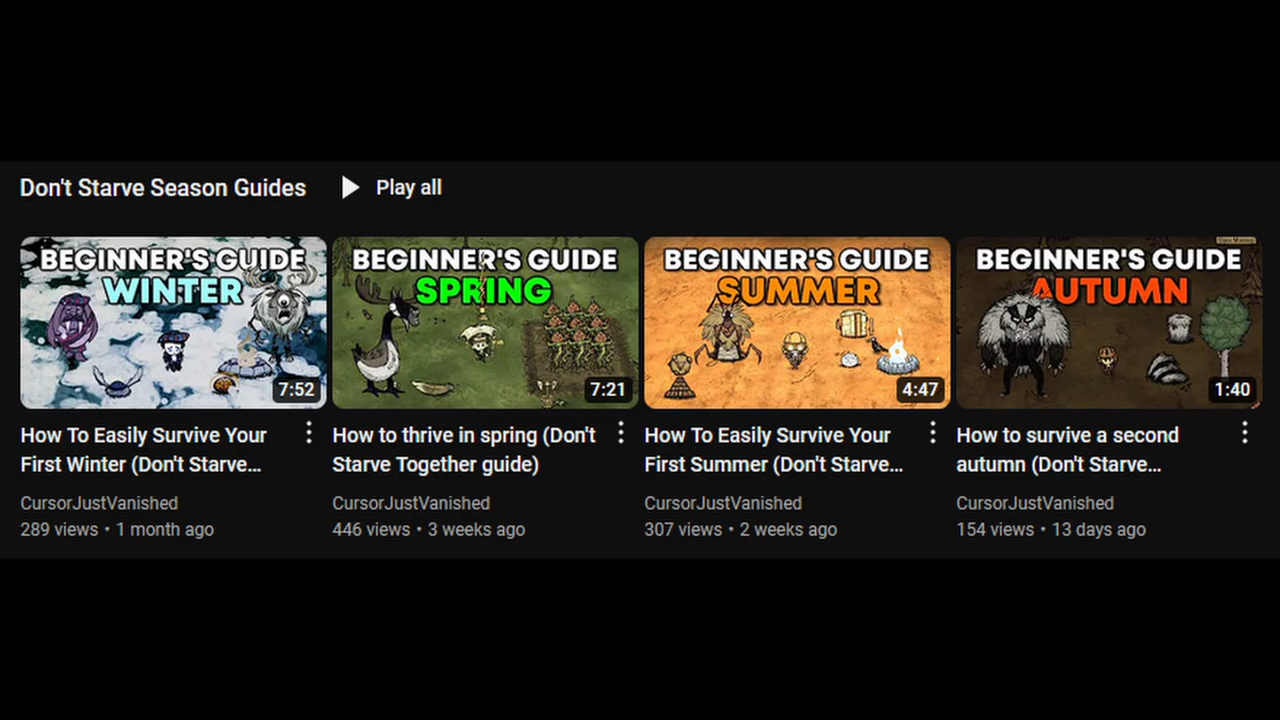 Don't Starve Season Guides
Play all
BEGINNER'S GUIDE
WINTER
7:52
BEGINNER'S GUIDE
SPRING
7:21
BEGINNER'S GUIDE
SUMMER
4:47
BEGINNER'S GUIDE
AUTUMN
1:40
How To Easily Survive Your
First Winter (Don't Starve...
CursorJustVanished
289 views • 1 month ago
How to thrive in spring (Don't
Starve Together guide)
CursorJustVanished
446 views • 3 weeks ago
How To Easily Survive Your
First Summer (Don't Starve...
CursorJustVanished
307 views • 2 weeks ago
How to survive a second
autumn (Don't Starve...
CursorJustVanished
154 views • 13 days ago